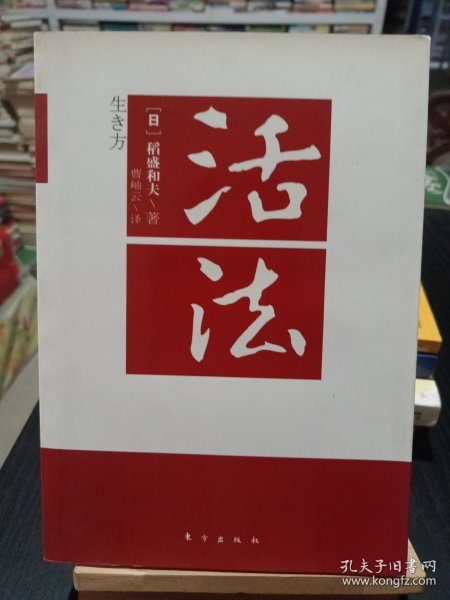 活
法
生き方
[日]稻盛和夫\著
曹岫云\译
东方出版社
孔夫子旧书网
www.kongfz.com